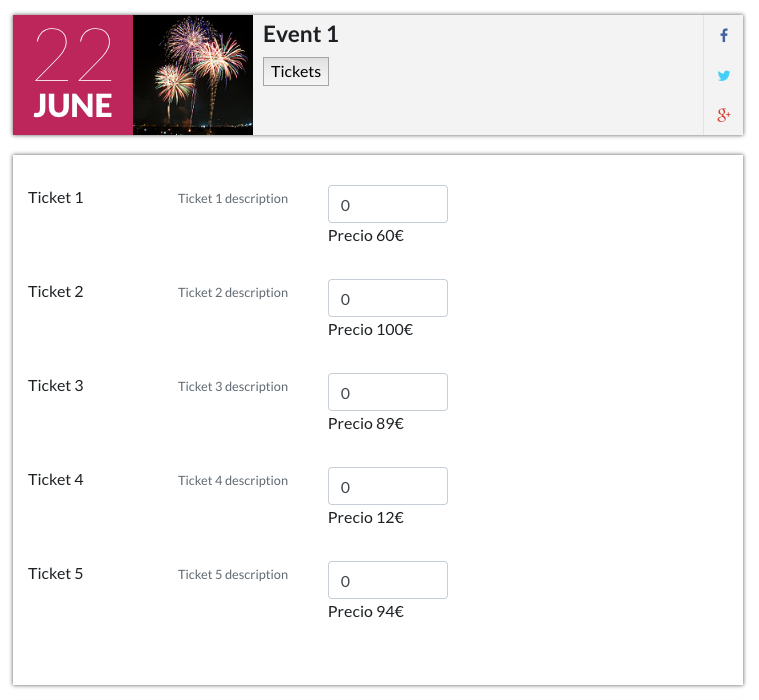 22
JUNE
Event 1
Tickets
Ticket 1
Ticket 1 description
0
Precio 60€
Ticket 2
Ticket 2 description
0
Precio 100€
Ticket 3
Ticket 3 description
0
Precio 89€
Ticket 4
Ticket 4 description
0
Precio 12€
Ticket 5
Ticket 5 description
0
Precio 94€